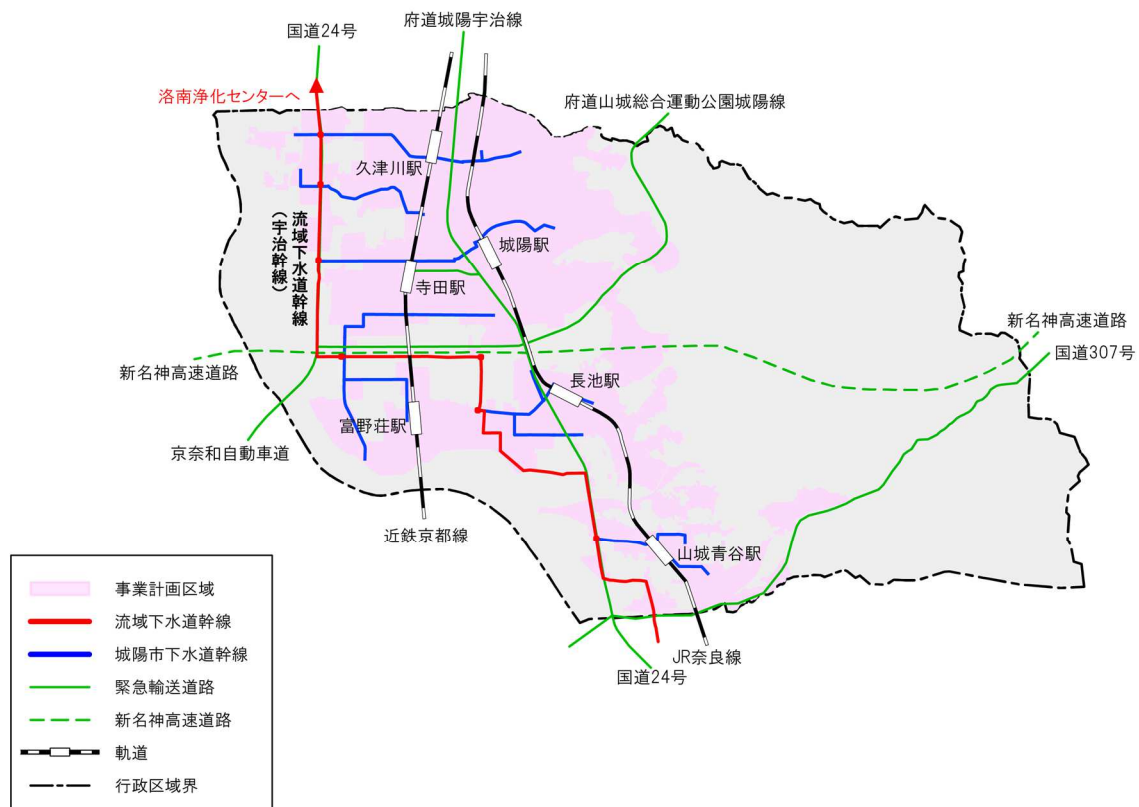 国道24号
府道城陽宇治線
洛南浄化センターへ
府道山城総合運動公園城陽線
久津川駅
流域下水道幹線
（宇治幹線）
城陽駅
寺田駅
新名神高速道路
国道307号
新名神高速道路
長池駅
富野荘駅
京奈和自動車道
近鉄京都線
山城青谷駅
JR奈良線
国道24号
事業計画区域
流域下水道幹線
城陽市下水道幹線
緊急輸送道路
新名神高速道路
軌道
行政区域界